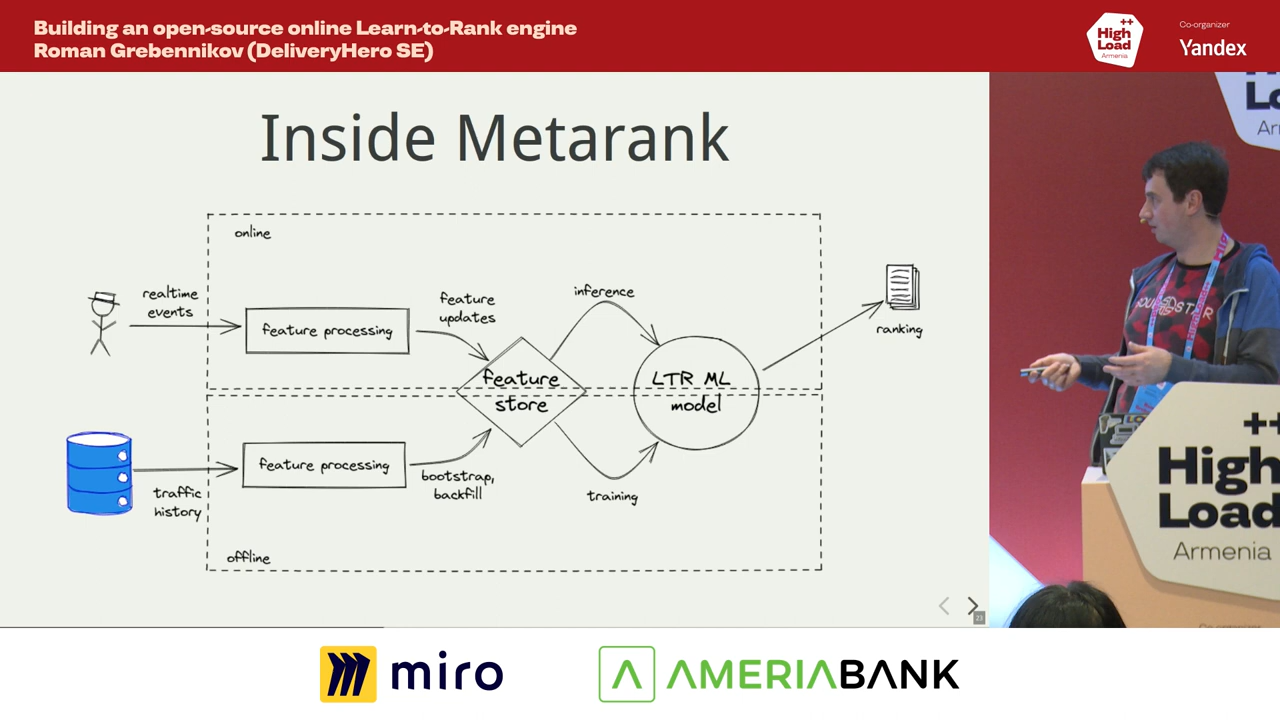 Building an open-source online Learn-to-Rank engine
Roman Grebennikov (DeliveryHero SE)
++
High
Load
Armenia
Co-organizer
Yandex
Inside Metarank
online
realtime
events
feature processing
feature
updates
inference
feature
store
LTR ML
model
ranking
feature processing
bootstrap,
backfill
training
traffic
history
offline
23
++
High
Load
Armenia
miro
AMERIABANK